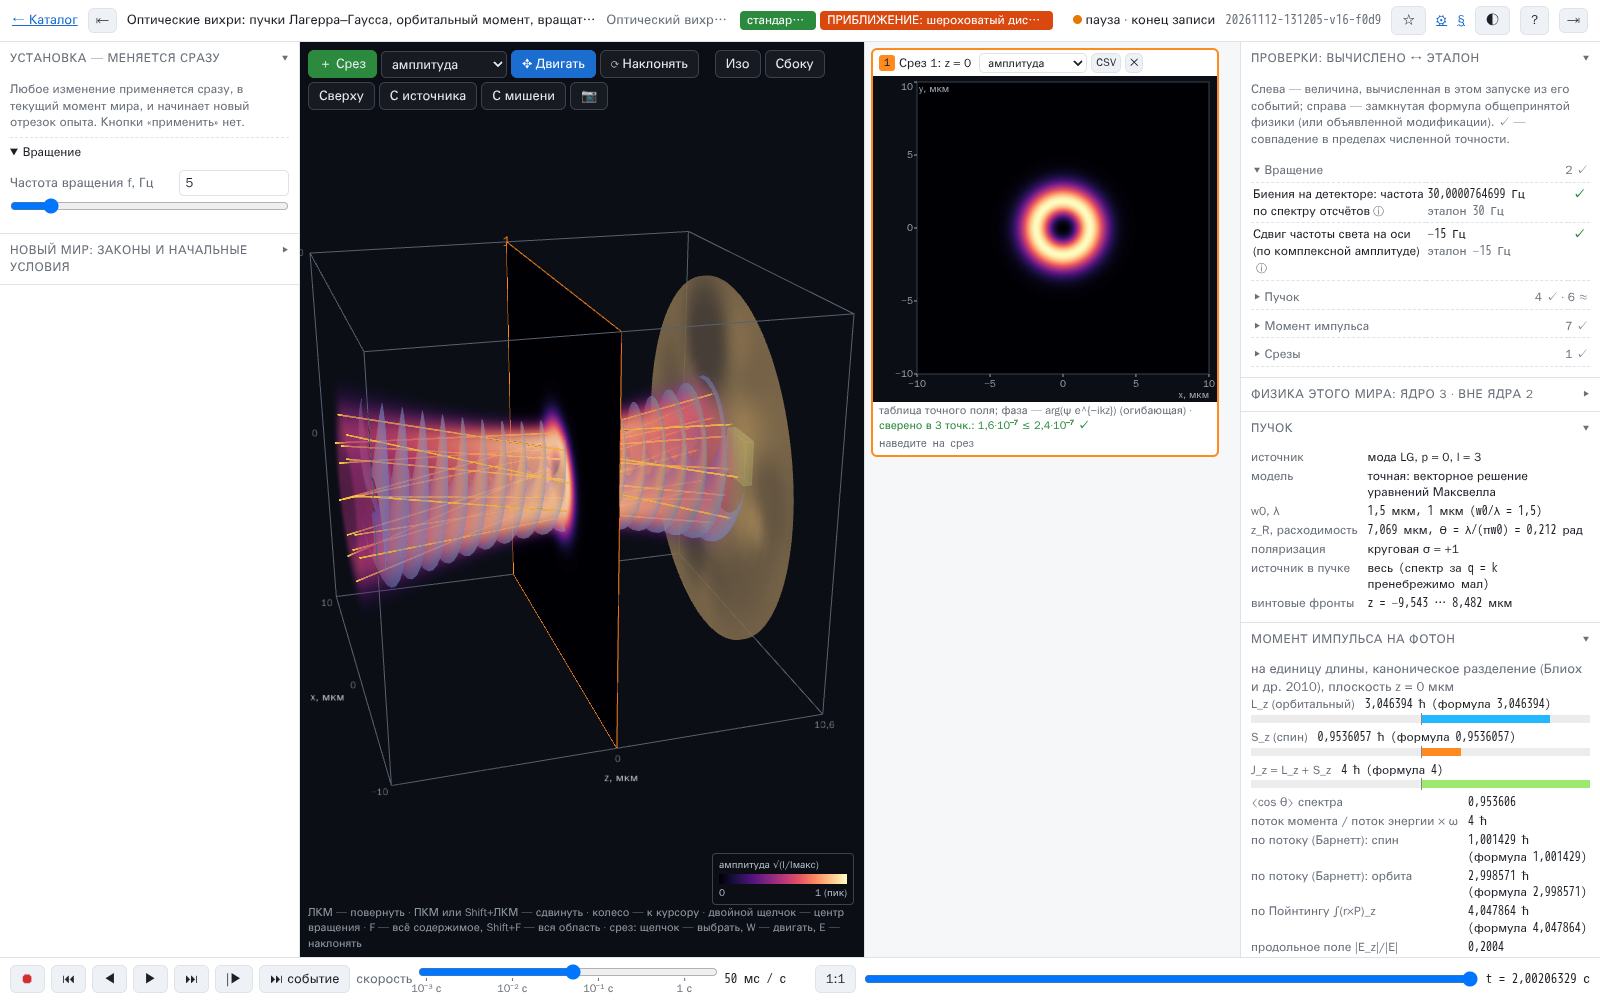 ← Каталог
Оптические вихри: пучки Лагерра—Гаусса, орбитальный момент, вращат···
Оптический вихр···
стандар···
ПРИБЛИЖЕНИЕ: шероховатый дис···
пауза · конец записи
20261112-131205-v16-f0d9
§
?
УСТАНОВКА — МЕНЯЕТСЯ СРАЗУ
Любое изменение применяется сразу, в
текущий момент мира, и начинает новый
отрезок опыта. Кнопки «применить» нет.
Вращение
Частота вращения f, Гц
5
НОВЫЙ МИР: ЗАКОНЫ И НАЧАЛЬНЫЕ
УСЛОВИЯ
+ Срез
амплитуда
Двигать
Наклонять
Изо
Сбоку
Сверху
С источника
С мишени
1
0
0
10
x, мкм
0
−10
0
z, мкм
10,6
амплитуда √(I/Iмакс)
0
1 (пик)
ЛКМ — повернуть · ПКМ или Shift+ЛКМ — сдвинуть · колесо — к курсору · двойной щелчок — центр
вращения · F — всё содержимое, Shift+F — вся область · срез: щелчок — выбрать, W — двигать, E —
наклонять
1 Срез 1: z = 0
амплитуда
CSV
✕
10
y, мкм
5
0
−5
−10
−10
−5
0
5
10
x, мкм
таблица точного поля; фаза — arg(ψ e^{−ikz}) (огибающая) ·
сверено в 3 точк.: 1,6·10⁻⁷ ≤ 2,4·10⁻⁷ ✓
наведите на срез
ПРОВЕРКИ: ВЫЧИСЛЕНО ↔ ЭТАЛОН
Слева — величина, вычисленная в этом запуске из его
событий; справа — замкнутая формула общепринятой
физики (или объявленной модификации). ✓ —
совпадение в пределах численной точности.
Вращение
2 ✓
Биения на детекторе: частота 30,0000764699 Гц ✓
по спектру отсчётов ⓘ эталон 30 Гц
Сдвиг частоты света на оси −15 Гц ✓
(по комплексной амплитуде) эталон −15 Гц
ⓘ
Пучок
4 ✓ · 6 ≈
Момент импульса
7 ✓
Срезы
1 ✓
ФИЗИКА ЭТОГО МИРА: ЯДРО 3 · ВНЕ ЯДРА 2
ПУЧОК
источник мода LG, p = 0, l = 3
модель точная: векторное решение
уравнений Максвелла
w0, λ 1,5 мкм, 1 мкм (w0/λ = 1,5)
z_R, расходимость 7,069 мкм, θ = λ/(πw0) = 0,212 рад
поляризация круговая σ = +1
источник в пучке весь (спектр за q = k
пренебрежимо мал)
винтовые фронты z = −9,543 ··· 8,482 мкм
МОМЕНТ ИМПУЛЬСА НА ФОТОН
на единицу длины, каноническое разделение (Блиох
и др. 2010), плоскость z = 0 мкм
L_z (орбитальный) 3,046394 ħ (формула 3,046394)
S_z (спин) 0,9536057 ħ (формула 0,9536057)
J_z = L_z + S_z 4 ħ (формула 4)
⟨cos θ⟩ спектра 0,953606
поток момента / поток энергии × ω 4 ħ
по потоку (Барнетт): спин 1,001429 ħ
(формула 1,001429)
по потоку (Барнетт): орбита 2,998571 ħ
(формула 2,998571)
по Пойнтингу ∫(r×P)_z 4,047864 ħ
(формула 4,047864)
продольное поле |E_z|/|E| 0,2004
событие
скорость
10⁻³ с
10⁻² с
10⁻¹ с
1 с
50 мс / с
1:1
t = 2,00206329 с